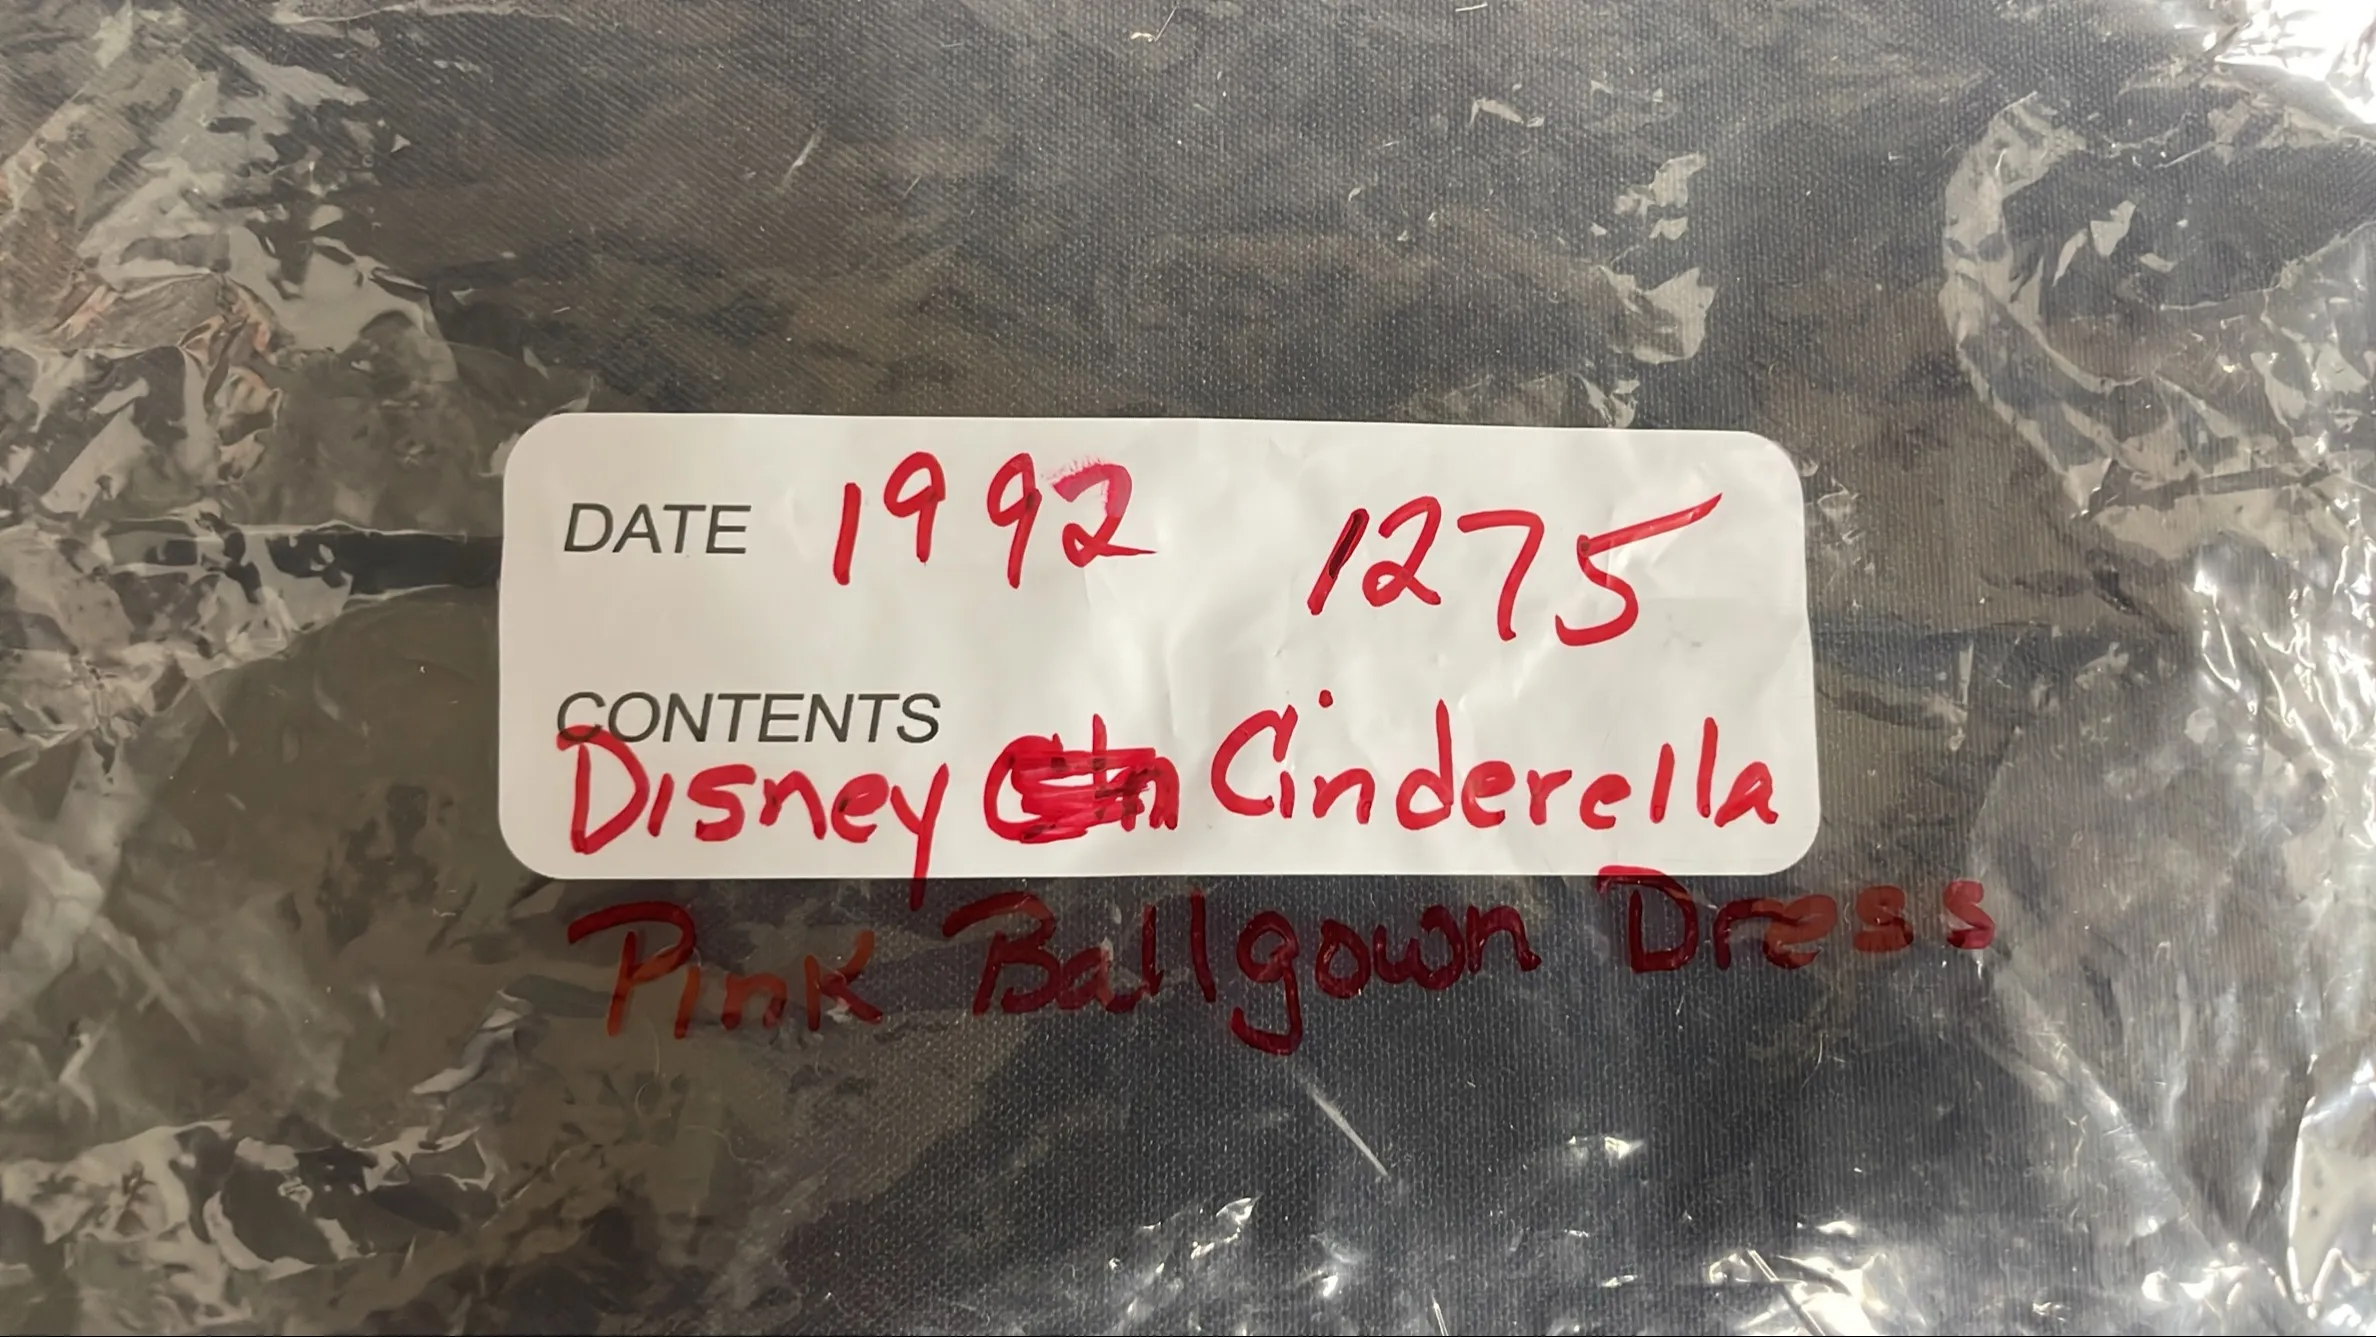 DATE 1992 1275
CONTENTS
Disney Cinderella
Pink Ballgown Dress